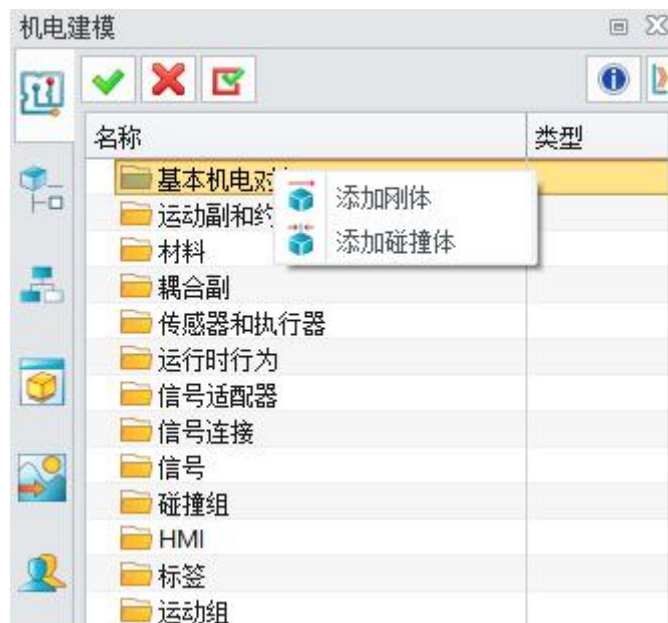 机电建模
名称 类型
基本机电对
添加刚体
运动副和约
添加碰撞体
材料
耦合副
传感器和执行器
运行时行为
信号适配器
信号连接
信号
碰撞组
HMI
标签
运动组